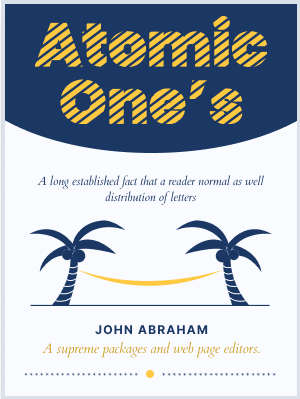 Atomic
One's
A long established fact that a reader normal as well
distribution of letters
JOHN ABRAHAM
A supreme packages and web page editors.